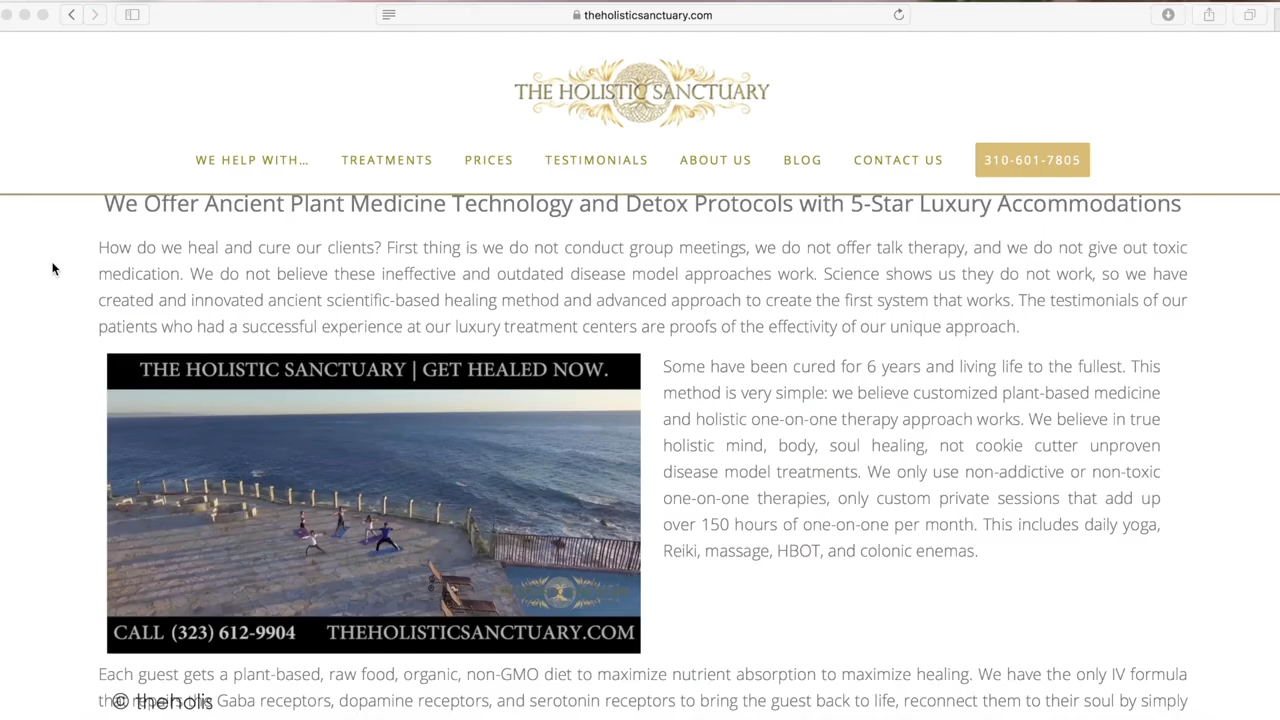 theholisticsanctuary.com
THE HOLISTIC SANCTUARY
WE HELP WITH… TREATMENTS PRICES TESTIMONIALS ABOUT US BLOG CONTACT US 310-601-7805
We Offer Ancient Plant Medicine Technology and Detox Protocols with 5-Star Luxury Accommodations
How do we heal and cure our clients? First thing is we do not conduct group meetings, we do not offer talk therapy, and we do not give out toxic
medication. We do not believe these ineffective and outdated disease model approaches work. Science shows us they do not work, so we have
created and innovated ancient scientific-based healing method and advanced approach to create the first system that works. The testimonials of our
patients who had a successful experience at our luxury treatment centers are proofs of the effectivity of our unique approach.
THE HOLISTIC SANCTUARY | GET HEALED NOW.
CALL (323) 612-9904 THEHOLISTICSANCTUARY.COM
Some have been cured for 6 years and living life to the fullest. This
method is very simple: we believe customized plant-based medicine
and holistic one-on-one therapy approach works. We believe in true
holistic mind, body, soul healing, not cookie cutter unproven
disease model treatments. We only use non-addictive or non-toxic
one-on-one therapies, only custom private sessions that add up
over 150 hours of one-on-one per month. This includes daily yoga,
Reiki, massage, HBOT, and colonic enemas.
Each guest gets a plant-based, raw food, organic, non-GMO diet to maximize nutrient absorption to maximize healing. We have the only IV formula
Gaba receptors, dopamine receptors, and serotonin receptors to bring the guest back to life, reconnect them to their soul by simply
© theholis